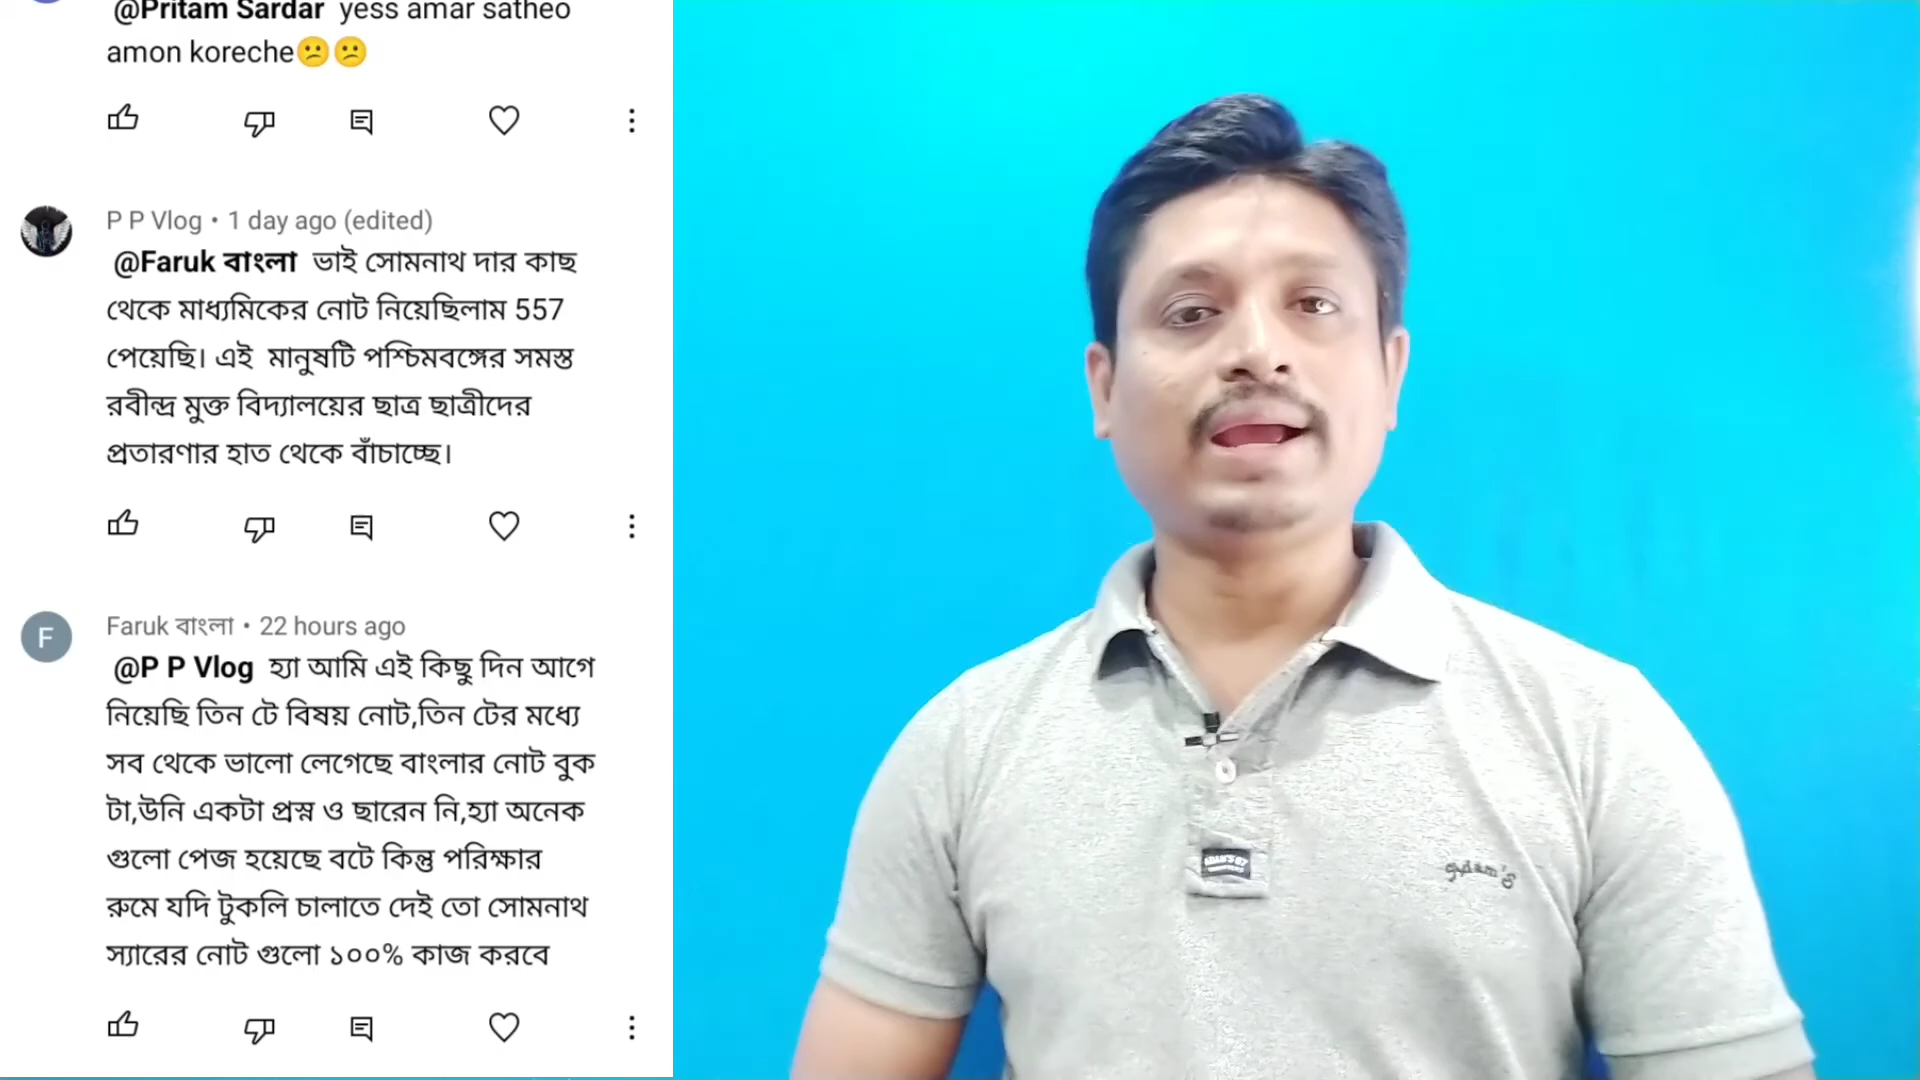 @Pritam Sardar yess amar satheo
amon koreche😕😕
P P Vlog • 1 day ago (edited)
@Faruk বাংলা ভাই সোমনাথ দার কাছ
থেকে মাধ্যমিকের নোট নিয়েছিলাম 557
পেয়েছি। এই মানুষটি পশ্চিমবঙ্গের সমস্ত
রবীন্দ্র মুক্ত বিদ্যালয়ের ছাত্র ছাত্রীদের
প্রতারণার হাত থেকে বাঁচাচ্ছে।
F
Faruk বাংলা • 22 hours ago
@P P Vlog হ্যা আমি এই কিছু দিন আগে
নিয়েছি তিন টে বিষয় নোট,তিন টের মধ্যে
সব থেকে ভালো লেগেছে বাংলার নোট বুক
টা,উনি একটা প্রস্ন ও ছারেন নি,হ্যা অনেক
গুলো পেজ হয়েছে বটে কিন্তু পরিক্ষার
রুমে যদি টুকলি চালাতে দেই তো সোমনাথ
স্যারের নোট গুলো ১০০% কাজ করবে
Adam's